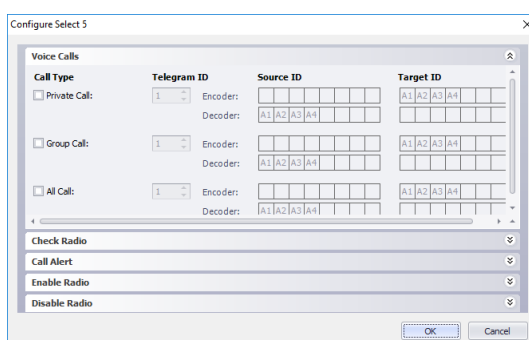 Configure Select 5
Voice Calls
Call Type Telegram ID Source ID Target ID
Private Call: 1 Encoder: A1 A2 A3 A4
Decoder: A1 A2 A3 A4
Group Call: 1 Encoder: A1 A2 A3 A4
Decoder: A1 A2 A3 A4
All Call: 1 Encoder: A1 A2 A3 A4
Decoder: A1 A2 A3 A4
Check Radio
Call Alert
Enable Radio
Disable Radio
OK Cancel